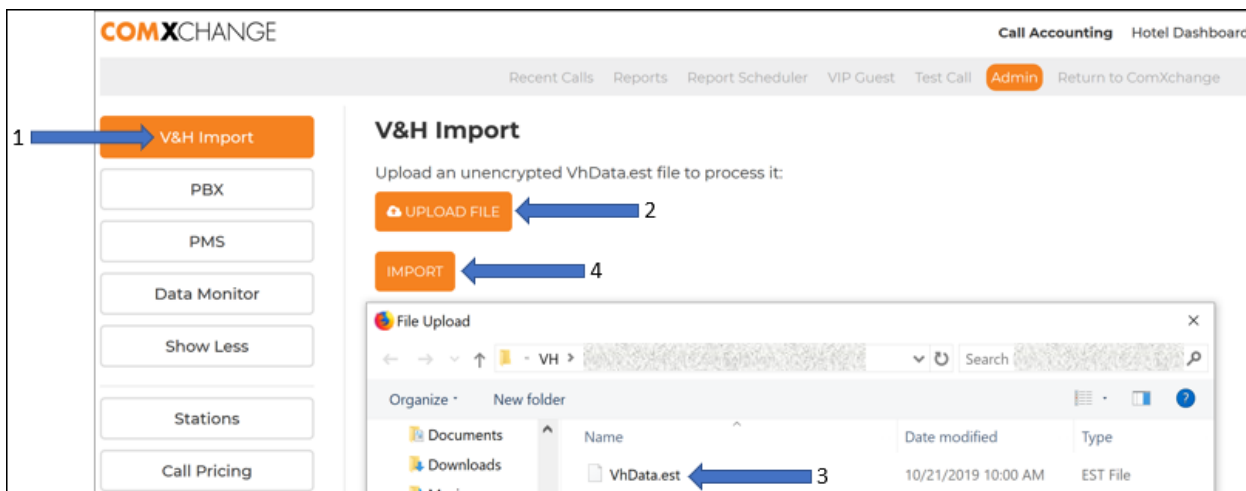 COMXCHANGE
Call Accounting Hotel Dashboard
Recent Calls Reports Report Scheduler VIP Guest Test Call Admin Return to ComXchange
1
V&H Import
PBX
PMS
Data Monitor
Show Less
Stations
Call Pricing
V&H Import
Upload an unencrypted VhData.est file to process it:
UPLOAD FILE 2
IMPORT 4
File Upload
VH > Search
Organize New folder
Documents
Downloads
Name Date modified Type
VhData.est 3 10/21/2019 10:00 AM EST File